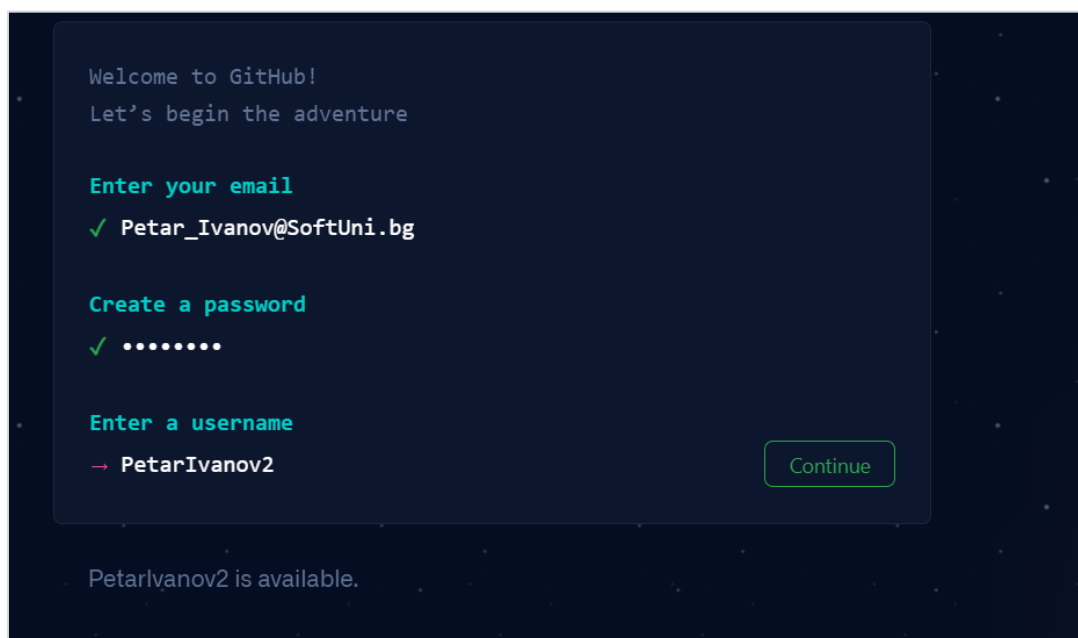 Welcome to GitHub!
Let’s begin the adventure
Enter your email
✓ Petar_Ivanov@SoftUni.bg
Create a password
✓ ••••••••
Enter a username
→ PetarIvanov2
Continue
PetarIvanov2 is available.